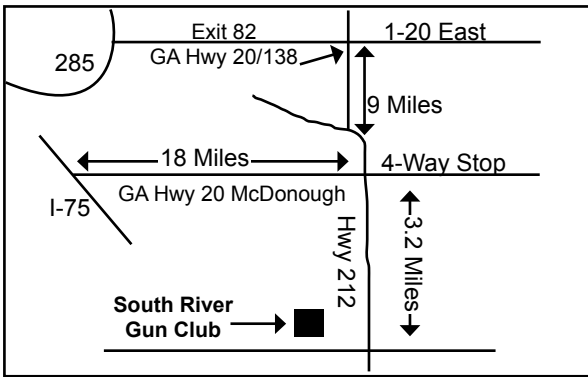 Exit 82
1-20 East
285
GA Hwy 20/138
9 Miles
18 Miles
4-Way Stop
GA Hwy 20 McDonough
I-75
Hwy 212
3.2 Miles
South River
Gun Club